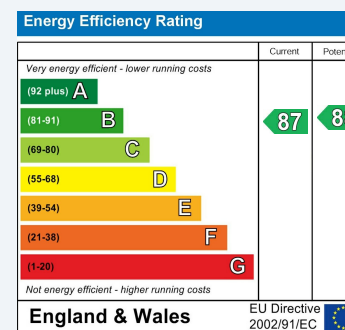 Energy Efficiency Rating
Current
Very energy efficient - lower running costs
(92 plus) A
(81-91) B
87
(69-80) C
(55-68) D
(39-54) E
(21-38) F
(1-20) G
Not energy efficient - higher running costs
England & Wales
EU Directive
2002/91/EC